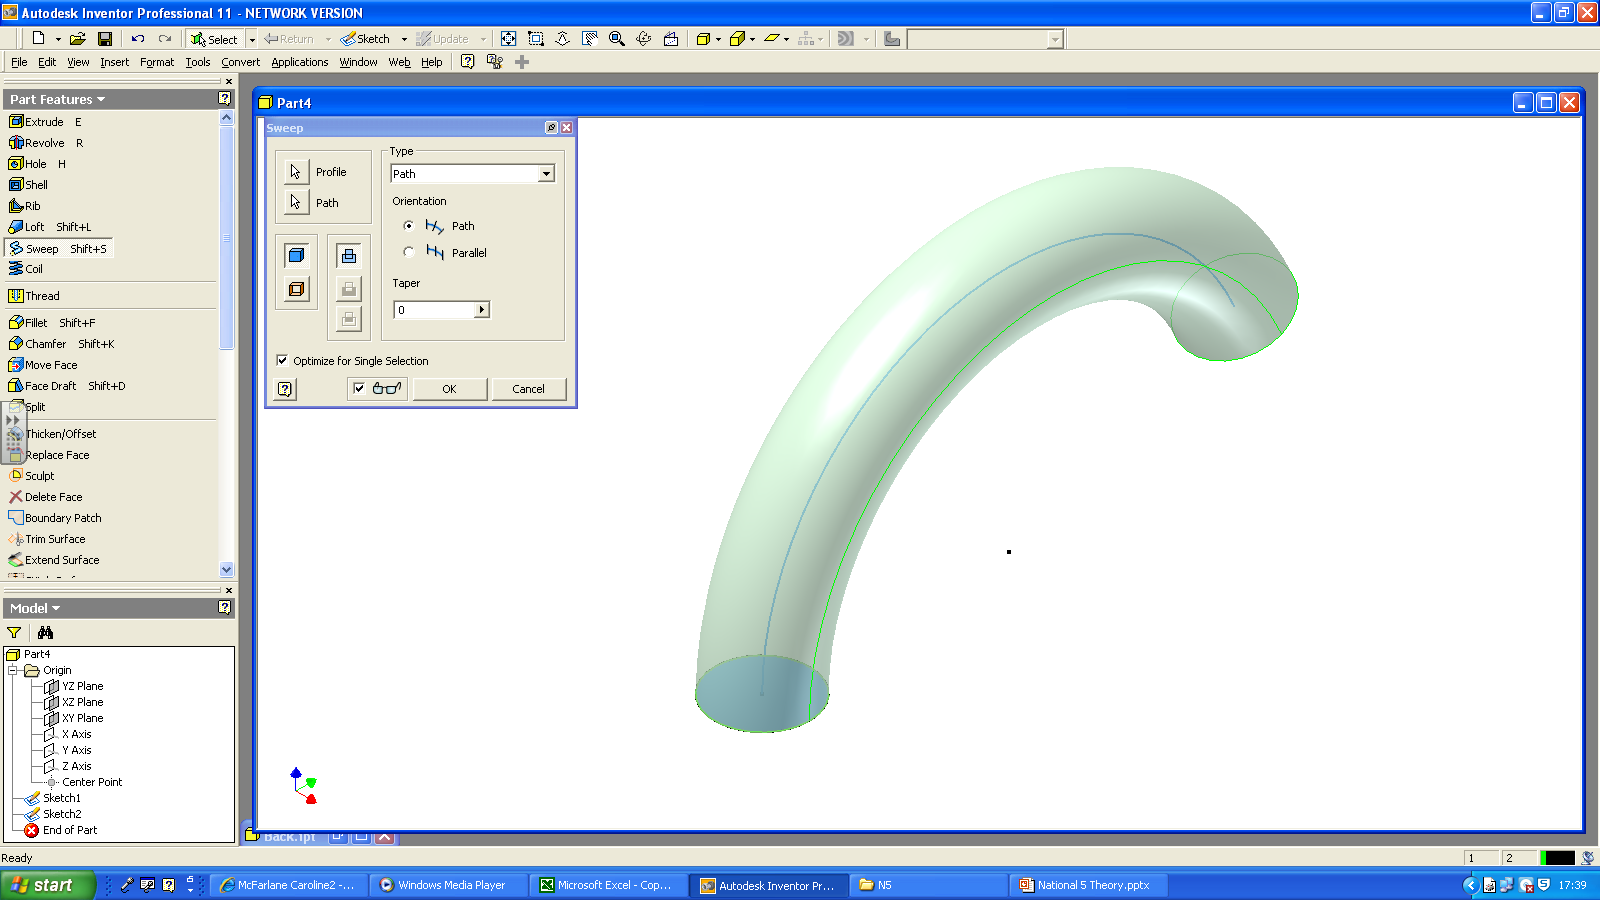 Autodesk Inventor Professional 11 - NETWORK VERSION
Select Return Sketch Update
File Edit View Insert Format Tools Convert Applications Window Web Help
Part Features
Extrude E
Revolve R
Hole H
Shell
Rib
Loft Shift+L
Sweep Shift+S
Coil
Thread
Fillet Shift+F
Chamfer Shift+K
Move Face
Face Draft Shift+D
Split
Thicken/Offset
Replace Face
Sculpt
Delete Face
Boundary Patch
Trim Surface
Extend Surface
Model
Part4
Origin
YZ Plane
XZ Plane
XY Plane
X Axis
Y Axis
Z Axis
Center Point
Sketch1
Sketch2
End of Part
Part4
Sweep
Profile
Path
Type
Path
Orientation
Path
Parallel
Taper
0
Optimize for Single Selection
OK Cancel
Back.ipt
Ready
1 2
start
McFarlane Caroline2 -...
Windows Media Player
Microsoft Excel - Cop...
Autodesk Inventor Pr...
N5
National 5 Theory.pptx
17:39